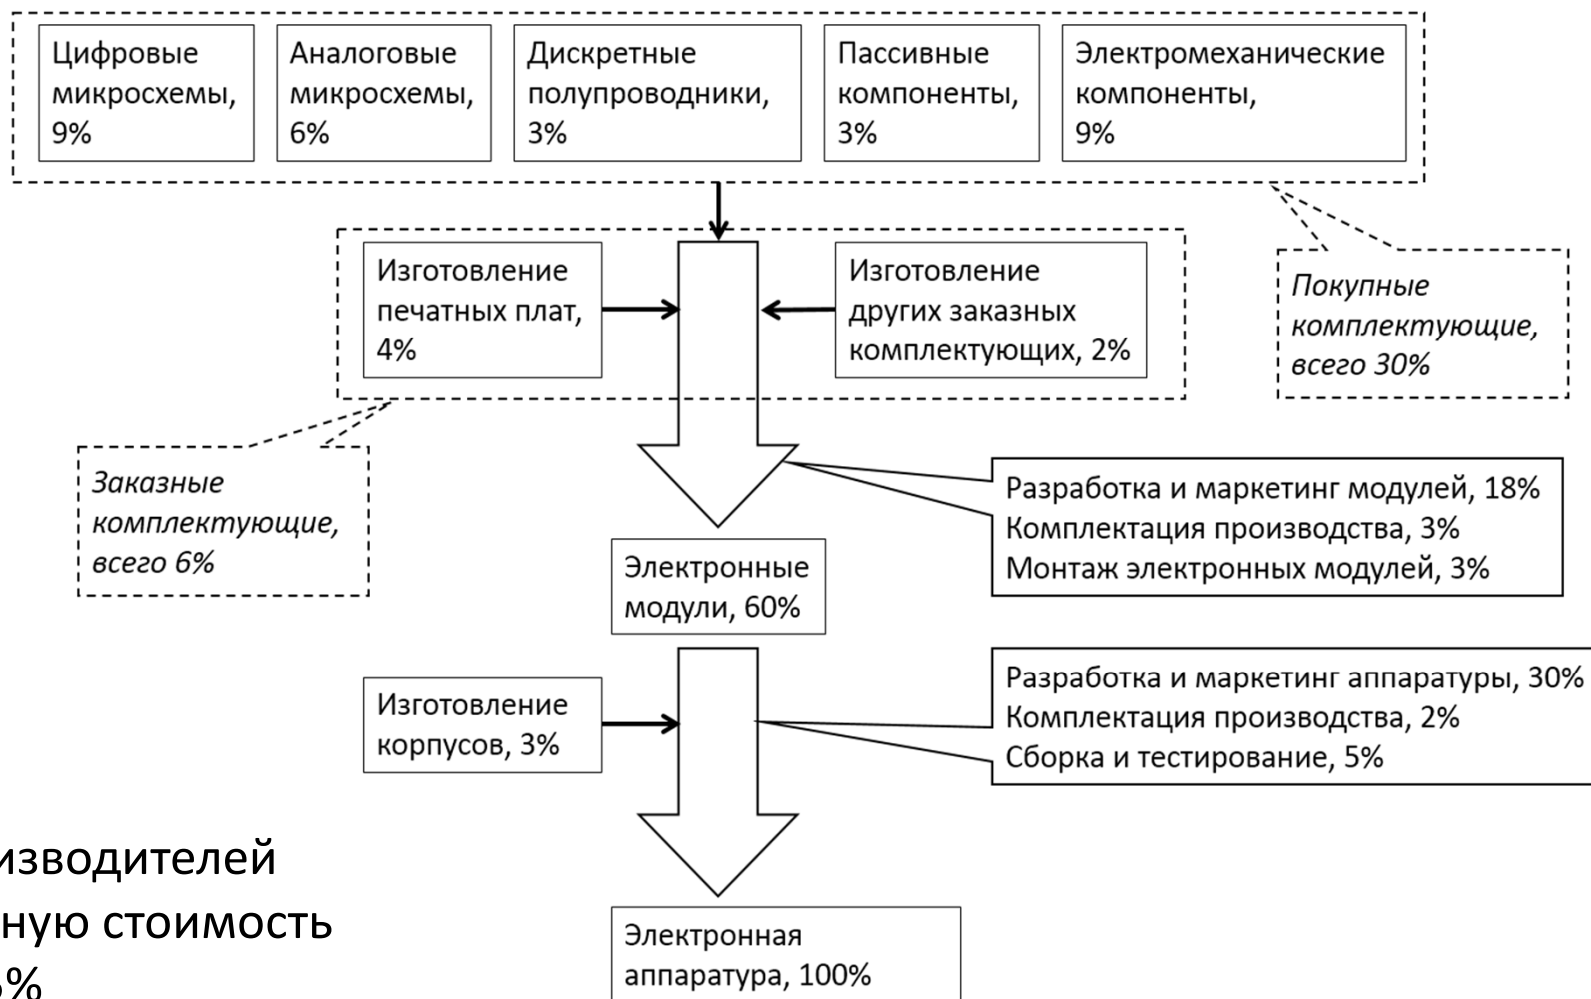 Цифровые
микросхемы,
9%
Аналоговые
микросхемы,
6%
Дискретные
полупроводники,
3%
Пассивные
компоненты,
3%
Электромеханические
компоненты,
9%
Изготовление
печатных плат,
4%
Изготовление
других заказных
комплектующих, 2%
Покупные
комплектующие,
всего 30%
Заказные
комплектующие,
всего 6%
Разработка и маркетинг модулей, 18%
Комплектация производства, 3%
Монтаж электронных модулей, 3%
Электронные
модули, 60%
Изготовление
корпусов, 3%
Разработка и маркетинг аппаратуры, 30%
Комплектация производства, 2%
Сборка и тестирование, 5%
Электронная
аппаратура, 100%
стоимость